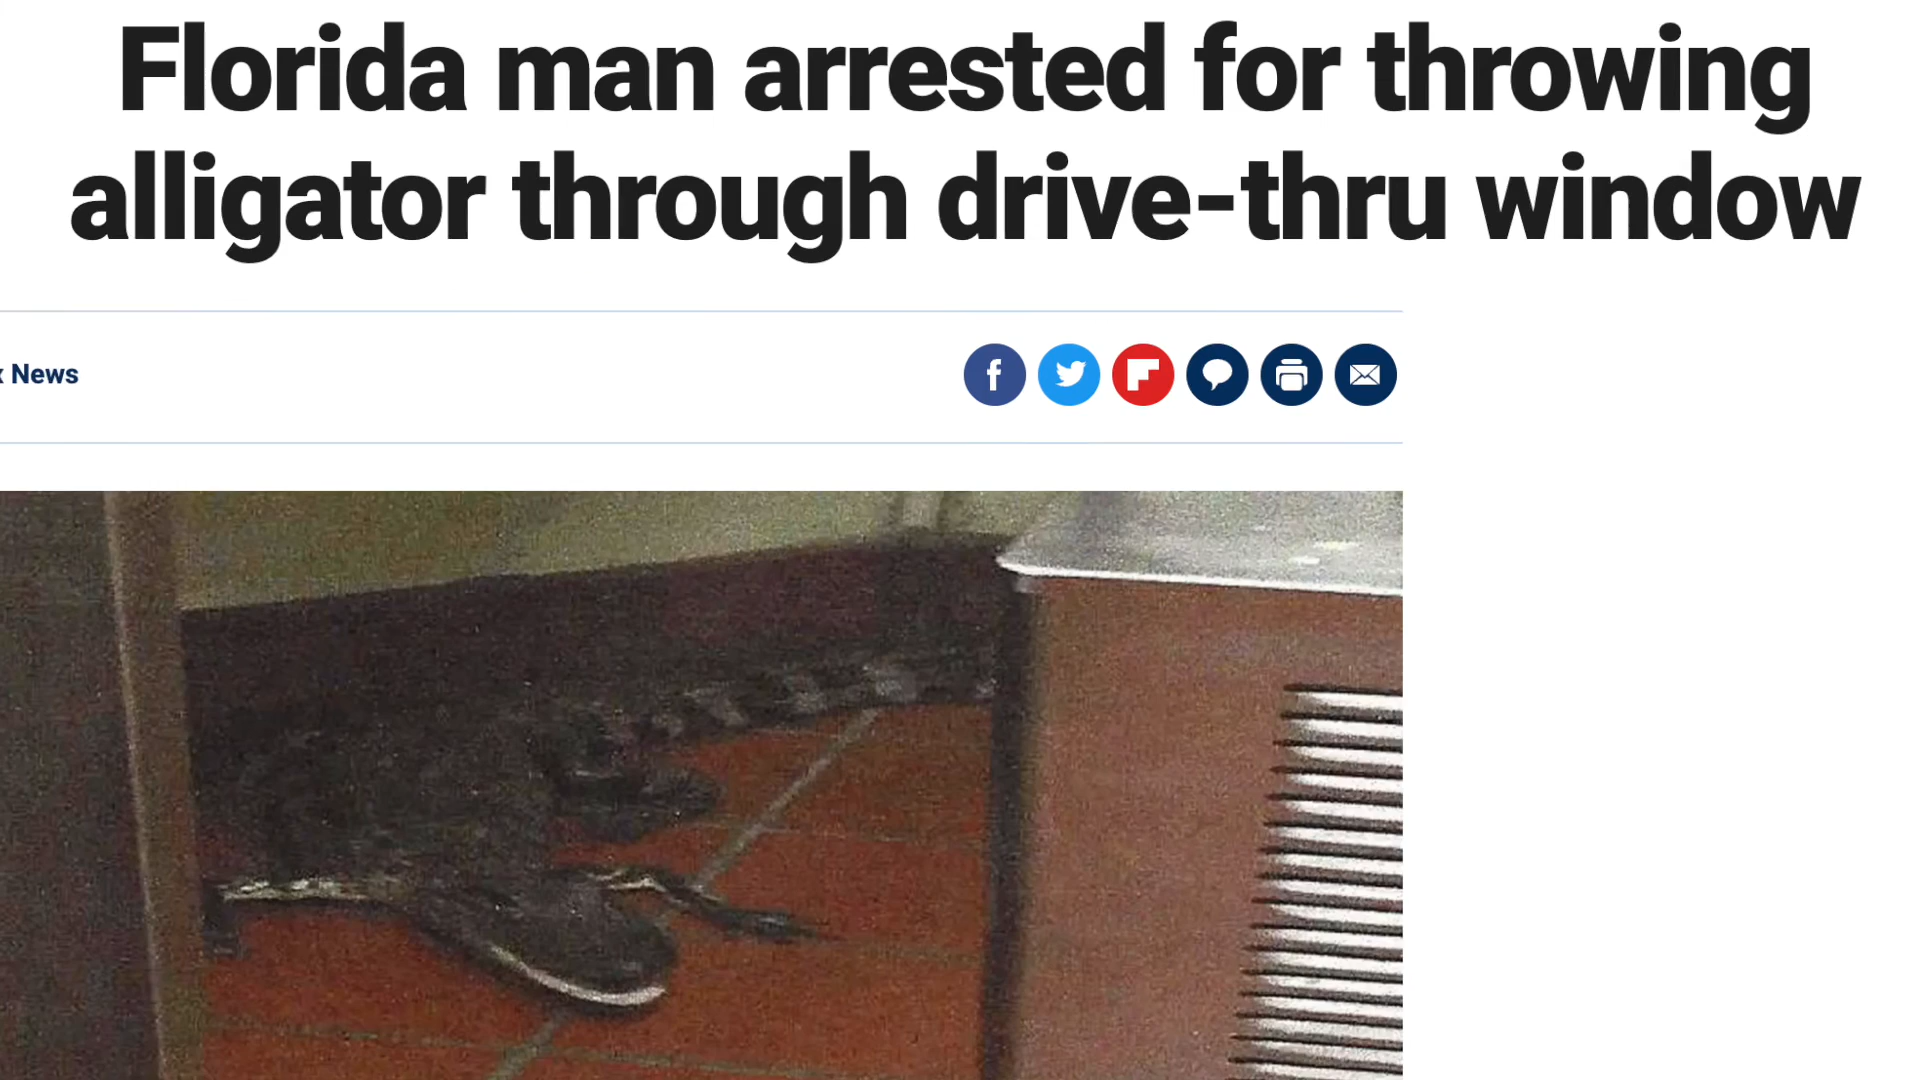 Florida man arrested for throwing
alligator through drive-thru window
News